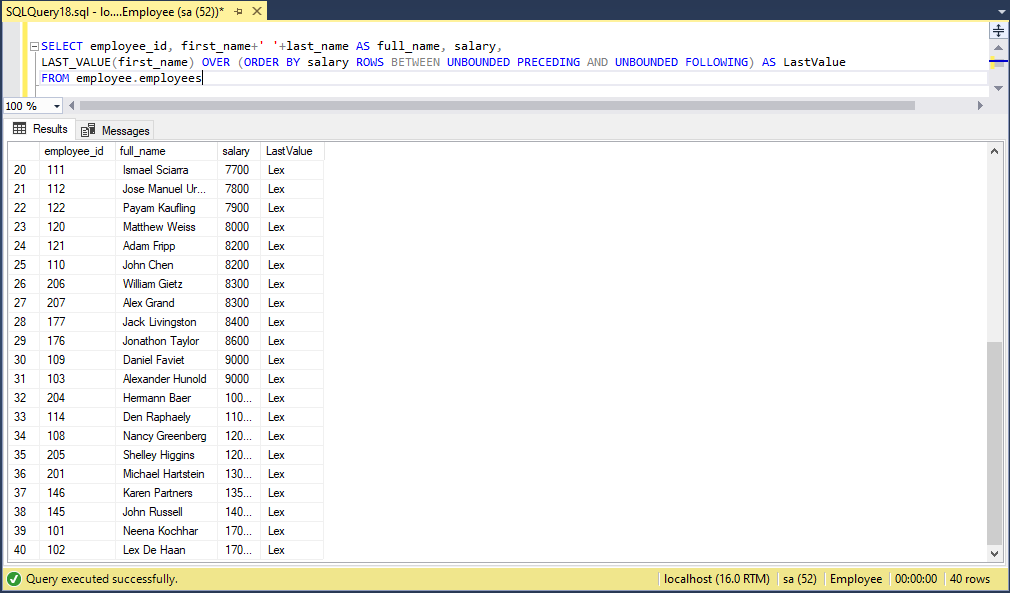 SQLQuery18.sql - lo....Employee (sa (52))*
SELECT employee_id, first_name+' '+last_name AS full_name, salary,
LAST_VALUE(first_name) OVER (ORDER BY salary ROWS BETWEEN UNBOUNDED PRECEDING AND UNBOUNDED FOLLOWING) AS LastValue
FROM employee.employees
100 %
Results Messages
employee_id full_name salary LastValue
20 111 Ismael Sciarra 7700 Lex
21 112 Jose Manuel Ur... 7800 Lex
22 122 Payam Kaufling 7900 Lex
23 120 Matthew Weiss 8000 Lex
24 121 Adam Fripp 8200 Lex
25 110 John Chen 8200 Lex
26 206 William Gietz 8300 Lex
27 207 Alex Grand 8300 Lex
28 177 Jack Livingston 8400 Lex
29 176 Jonathon Taylor 8600 Lex
30 109 Daniel Faviet 9000 Lex
31 103 Alexander Hunold 9000 Lex
32 204 Hermann Baer 100... Lex
33 114 Den Raphaely 110... Lex
34 108 Nancy Greenberg 120... Lex
35 205 Shelley Higgins 120... Lex
36 201 Michael Hartstein 130... Lex
37 146 Karen Partners 135... Lex
38 145 John Russell 140... Lex
39 101 Neena Kochhar 170... Lex
40 102 Lex De Haan 170... Lex
Query executed successfully. localhost (16.0 RTM) sa (52) Employee 00:00:00 40 rows